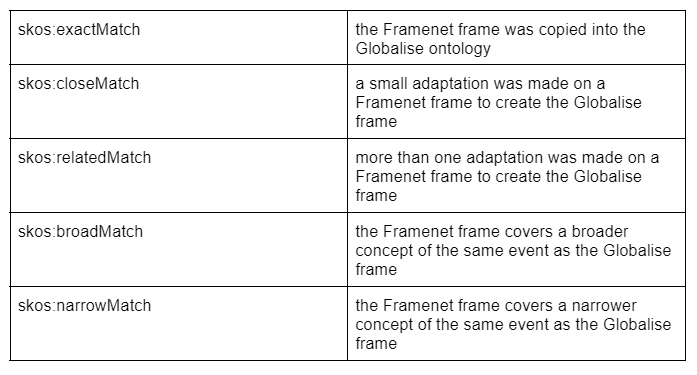 skos:exactMatch
the Framenet frame was copied into the
Globalise ontology
skos:closeMatch
a small adaptation was made on a
Framenet frame to create the Globalise
frame
skos:relatedMatch
more than one adaptation was made on a
Framenet frame to create the Globalise
frame
skos:broadMatch
the Framenet frame covers a broader
concept of the same event as the Globalise
frame
skos:narrowMatch
the Framenet frame covers a narrower
concept of the same event as the Globalise
frame